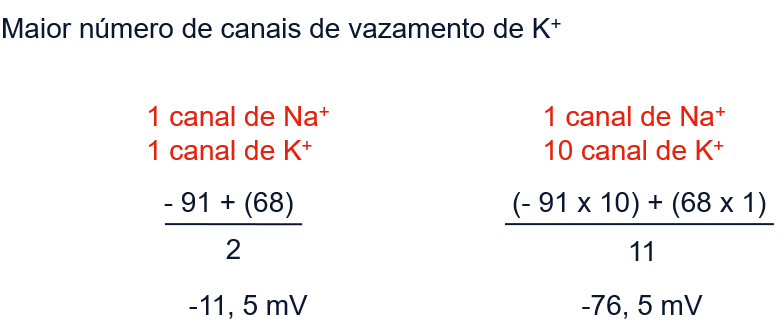 Maior número de canais de vazamento de K⁺
1 canal de Na⁺
1 canal de K⁺
- 91 + (68)
2
-11, 5 mV
1 canal de Na⁺
10 canal de K⁺
(- 91 x 10) + (68 x 1)
11
-76, 5 mV